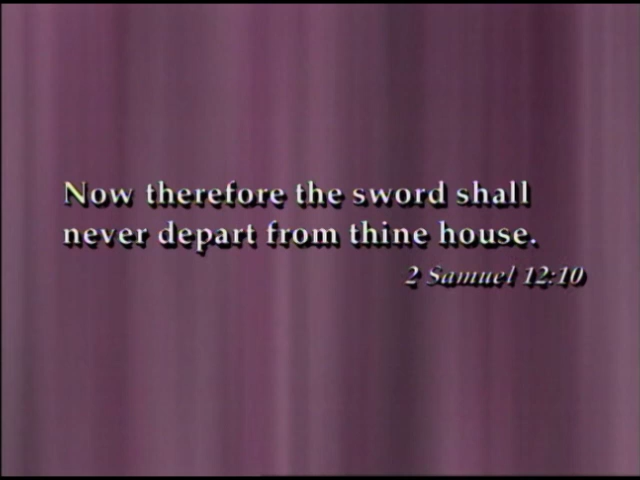 Now therefore the sword shall
never depart from thine house.
2 Samuel 12:10